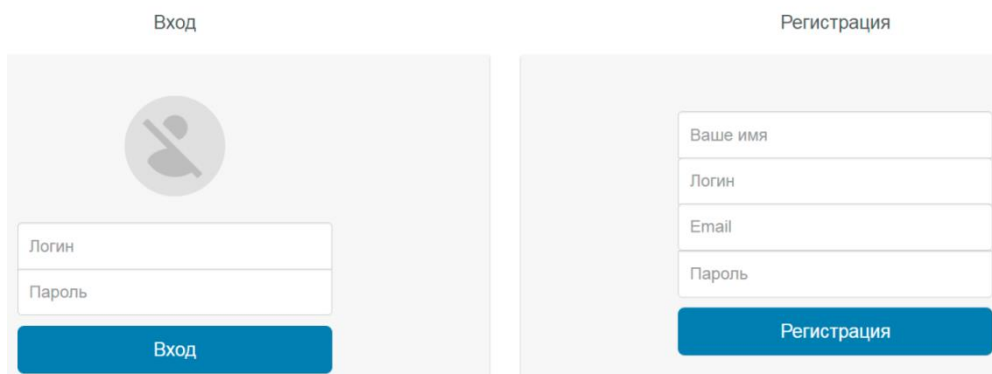 Вход
Логин
Пароль
Вход
Регистрация
Ваше имя
Логин
Email
Пароль
Регистрация